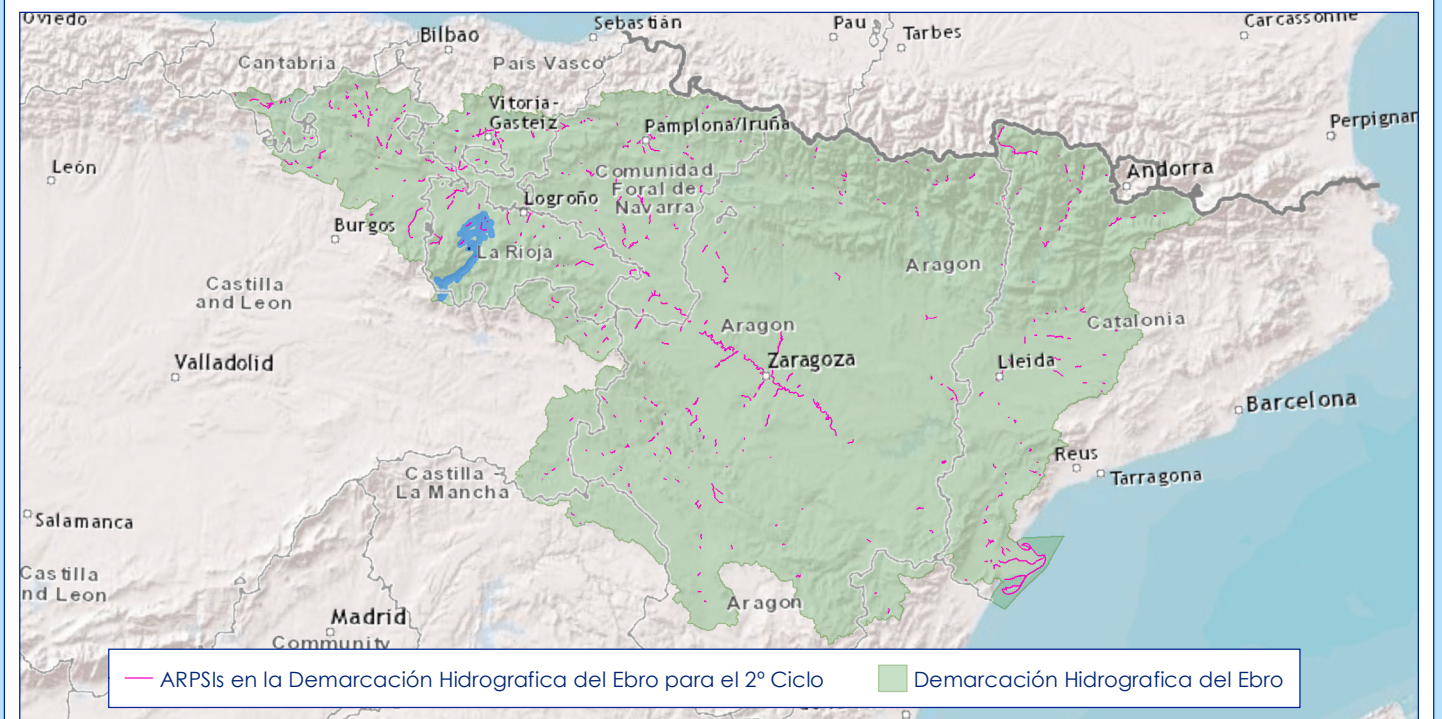 Oviedo
Sebastián
Pau
Tarbes
Carcassonne
Bilbao
Cantabria
País Vasco
Vitoria-
Gasteiz
Pamplona/Iruña
Perpignan
León
Andorra
Comunidad
Foral de
Navarra
Logroño
Burgos
La Rioja
Aragon
Castilla
and Leon
Aragon
Catalonia
Valladolid
Zaragoza
Lleida
Barcelona
Reus
Castilla -
La Mancha
Tarragona
Salamanca
Castilla
nd Leon
Aragon
Madrid
Community
ARPSIs en la Demarcación Hidrografica del Ebro para el 2º Ciclo
Demarcación Hidrografica del Ebro